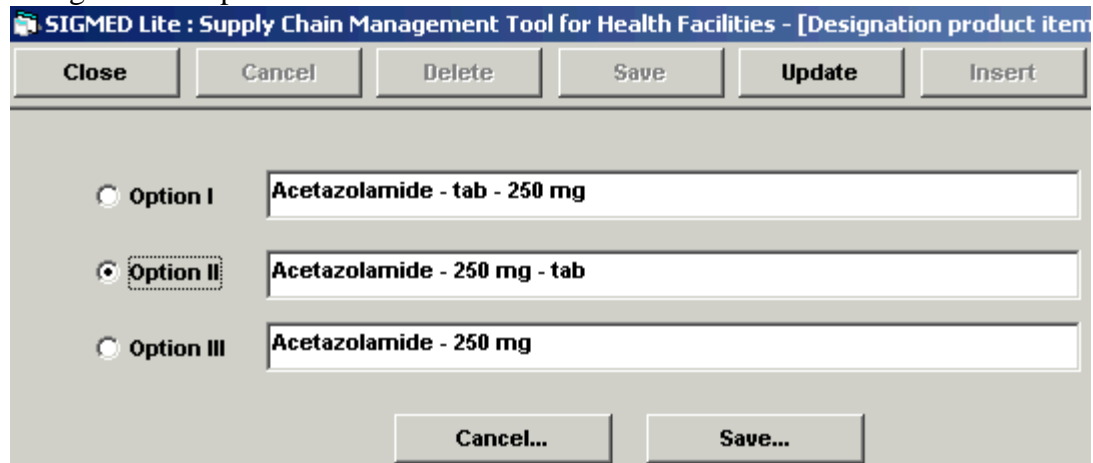 SIGMED Lite : Supply Chain Management Tool for Health Facilities - [Designation product item
Close Cancel Delete Save Update Insert
Option I Acetazolamide - tab - 250 mg
Option II Acetazolamide - 250 mg - tab
Option III Acetazolamide - 250 mg
Cancel... Save...